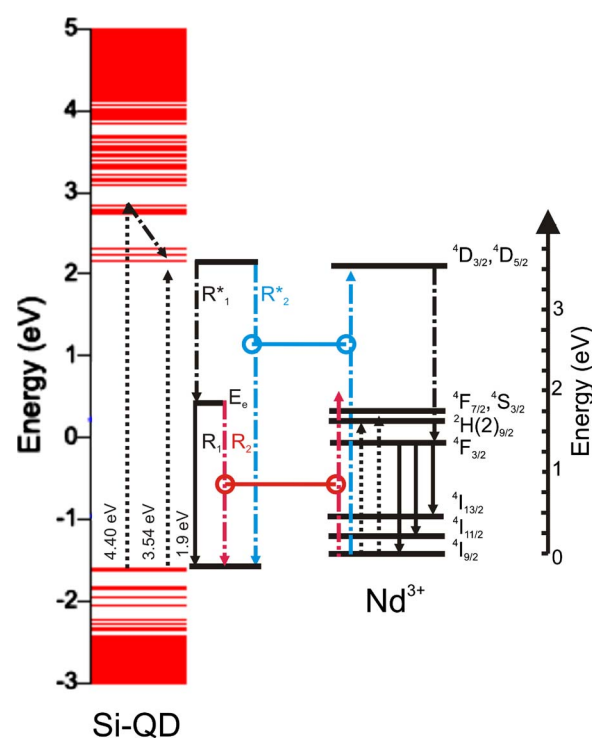 Energy (eV)
5
4
3
2
1
0
-1
-2
-3
4.40 eV
3.54 eV
1.9 eV
Si-QD
R*₁
R*₂
Eₑ
R₁
R₂
⁴D₃/₂,⁴D₅/₂
⁴F₇/₂,⁴S₃/₂
²H(2)₉/₂
⁴F₃/₂
⁴I₁₃/₂
⁴I₁₁/₂
⁴I₉/₂
Nd³⁺
3
2
1
0
Energy (eV)